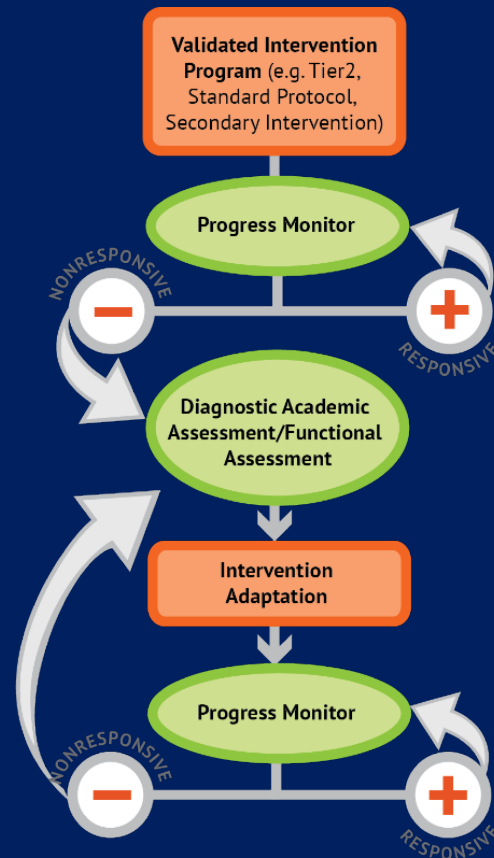 Validated Intervention
Program (e.g. Tier2,
Standard Protocol,
Secondary Intervention)
Progress Monitor
NONRESPONSIVE
RESPONSIVE
Diagnostic Academic
Assessment/Functional
Assessment
Intervention
Adaptation
Progress Monitor
NONRESPONSIVE
RESPONSIVE